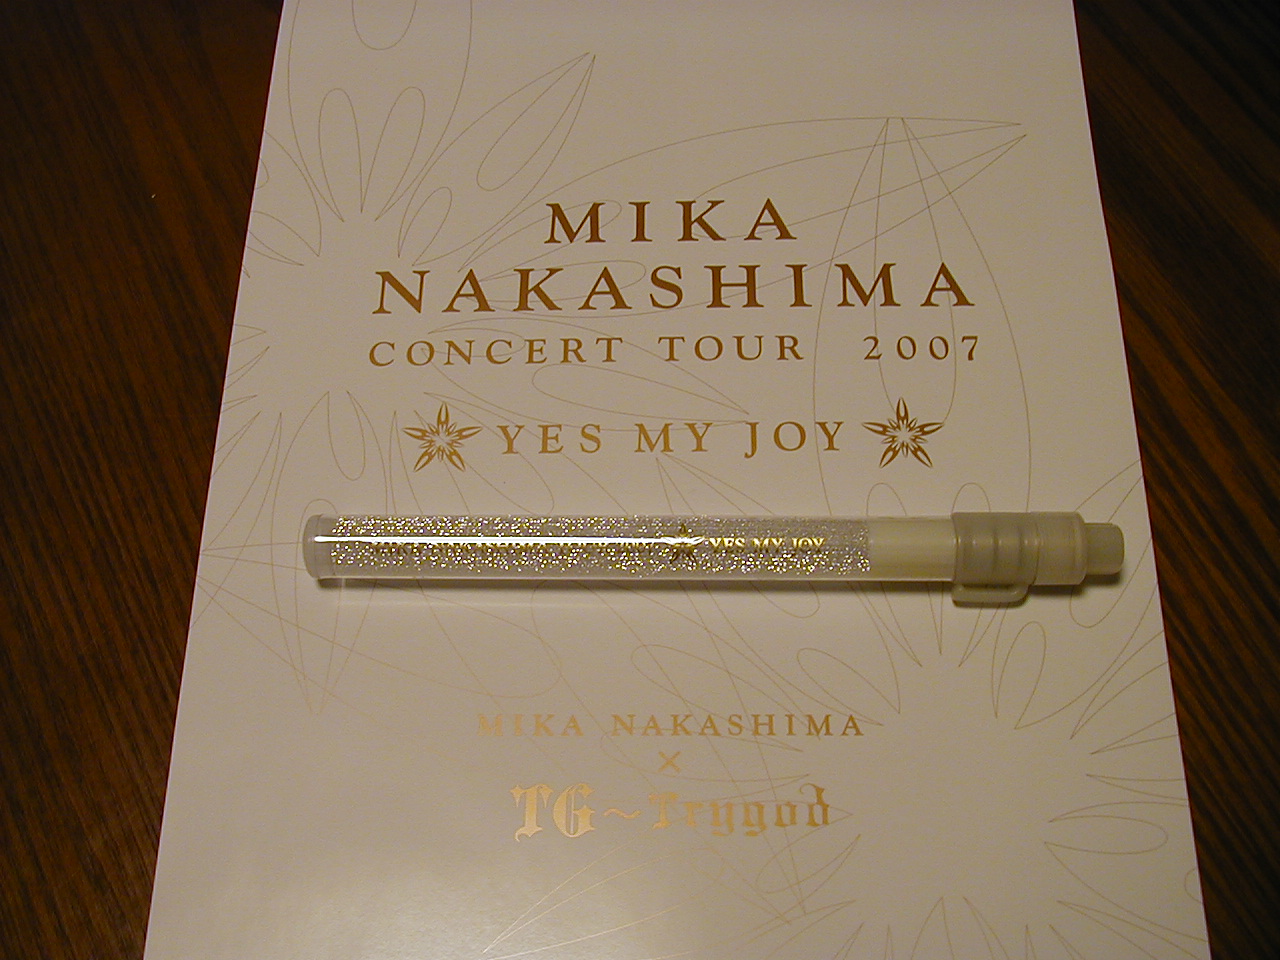 MIKA
NAKASHIMA
CONCERT TOUR 2007
YES MY JOY
YES MY JOY
MIKA NAKASHIMA
×
TG~Trygod